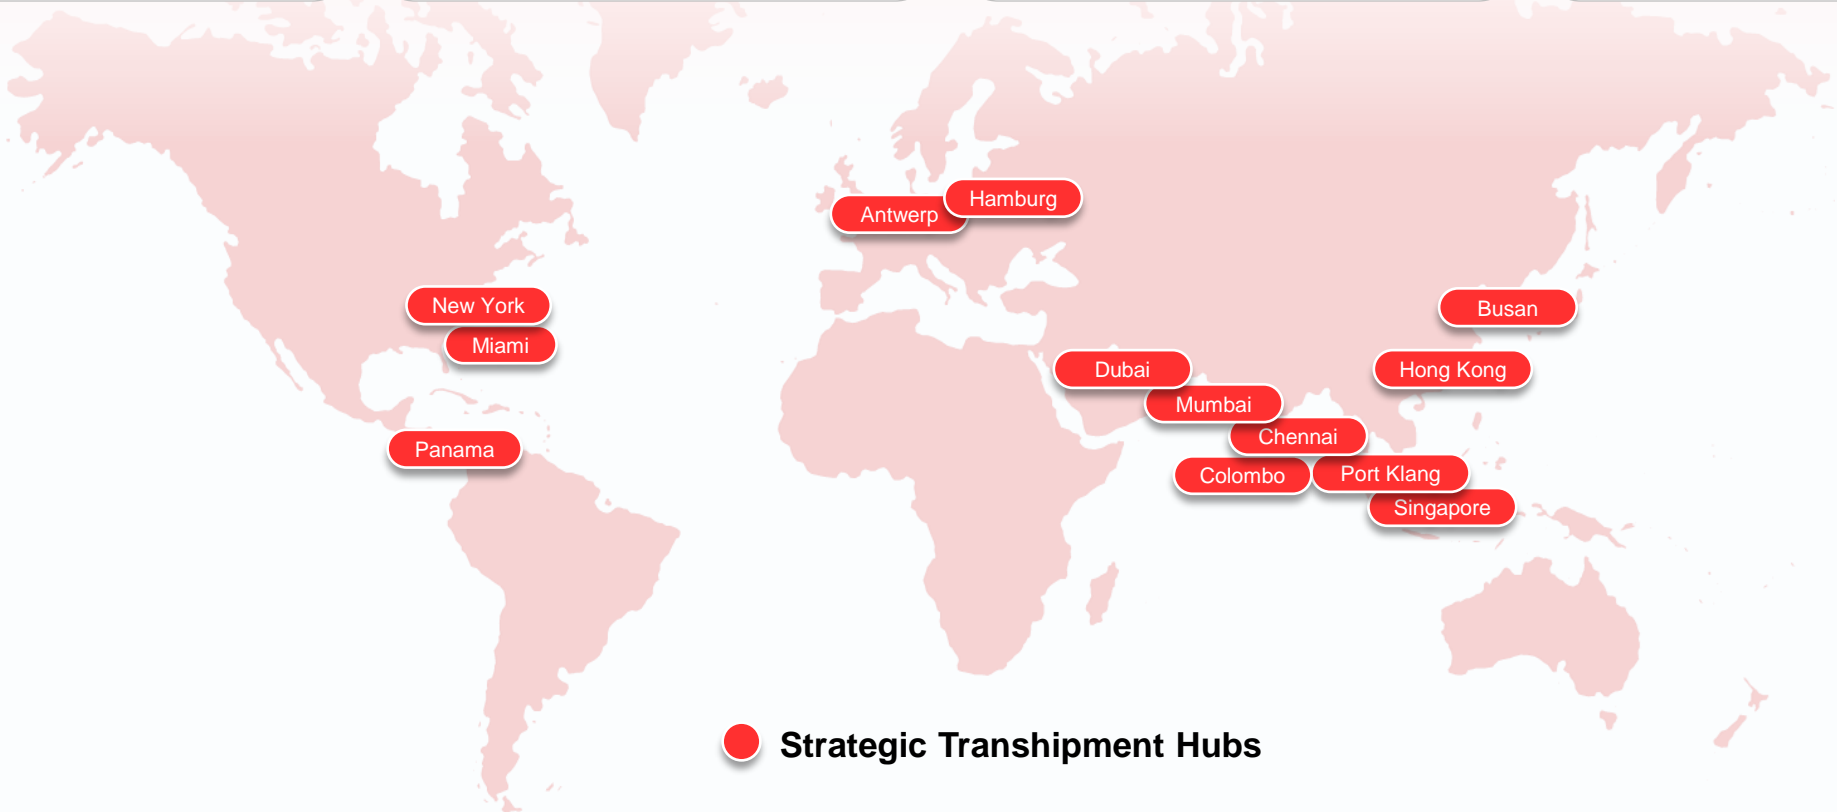 Hamburg
Antwerp
New York
Busan
Miami
Dubai
Hong Kong
Mumbai
Chennai
Panama
Colombo
Port Klang
Singapore
Strategic Transhipment Hubs